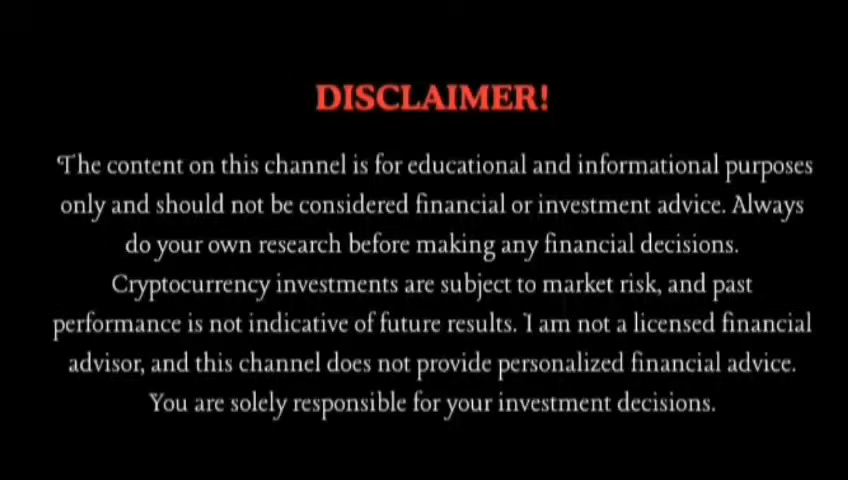 DISCLAIMER!
The content on this channel is for educational and informational purposes
only and should not be considered financial or investment advice. Always
do your own research before making any financial decisions.
Cryptocurrency investments are subject to market risk, and past
performance is not indicative of future results. I am not a licensed financial
advisor, and this channel does not provide personalized financial advice.
You are solely responsible for your investment decisions.